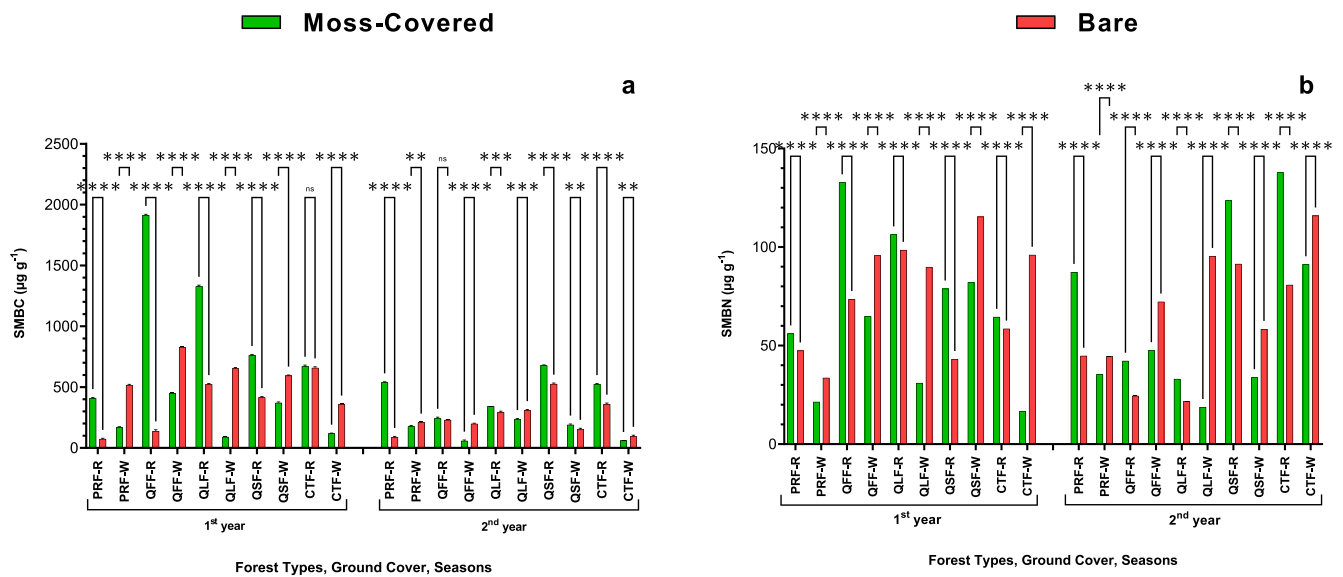 Moss-Covered
Bare
a
SMBC (µg g-1)
2500
2000
1500
1000
500
0
**** **** ** ns *** **** ****
**** **** **** **** ****
**** **** **** **** ns **** **** *** ** **
PRF-R PRF-W QFF-R QFF-W QLF-R QLF-W QSF-R QSF-W CTF-R CTF-W
PRF-R PRF-W QFF-R QFF-W QLF-R QLF-W QSF-R QSF-W CTF-R CTF-W
1st year
2nd year
Forest Types, Ground Cover, Seasons
b
SMBN (µg g-1)
150
100
50
0
****
**** **** **** **** **** **** **** **** ****
**** **** **** **** **** **** **** **** **** ****
PRF-R PRF-W QFF-R QFF-W QLF-R QLF-W QSF-R QSF-W CTF-R CTF-W
PRF-R PRF-W QFF-R QFF-W QLF-R QLF-W QSF-R QSF-W CTF-R CTF-W
1st year
2nd year
Forest Types, Ground Cover, Seasons